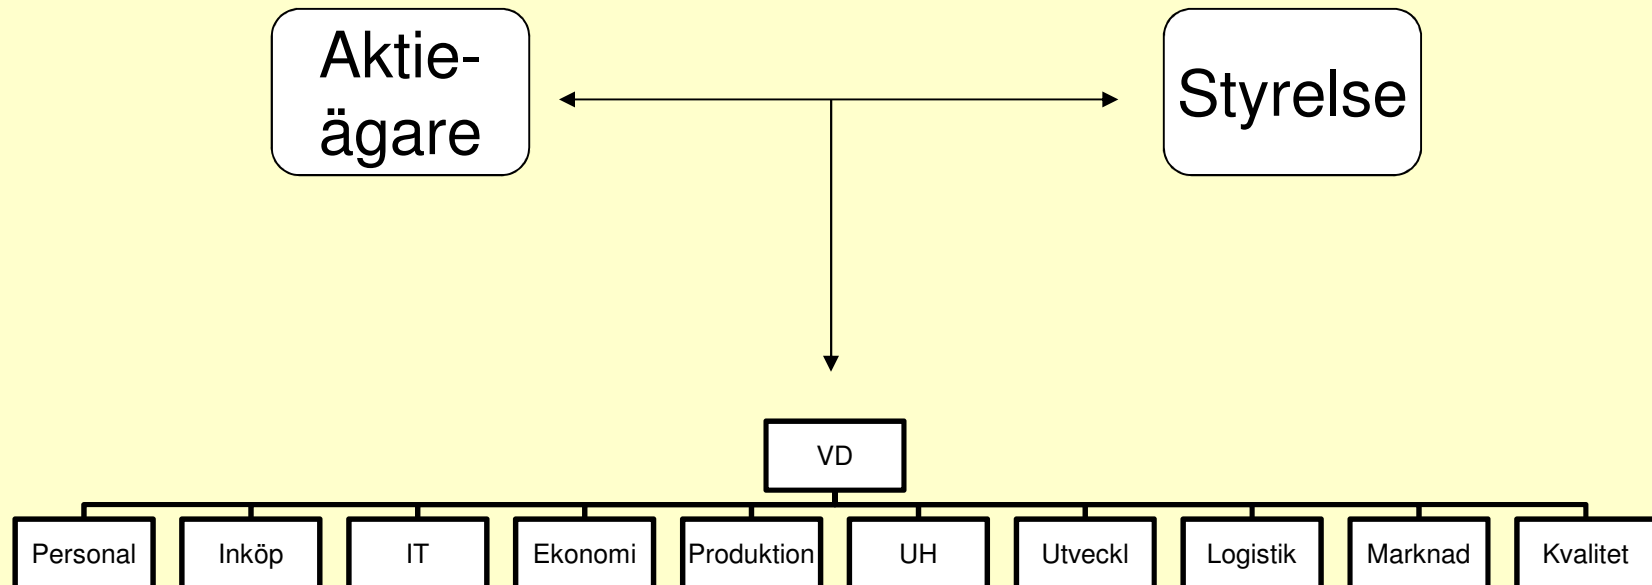 Aktie-
ägare
Styrelse
VD
Personal
Inköp
IT
Ekonomi
Produktion
UH
Utveckl
Logistik
Marknad
Kvalitet